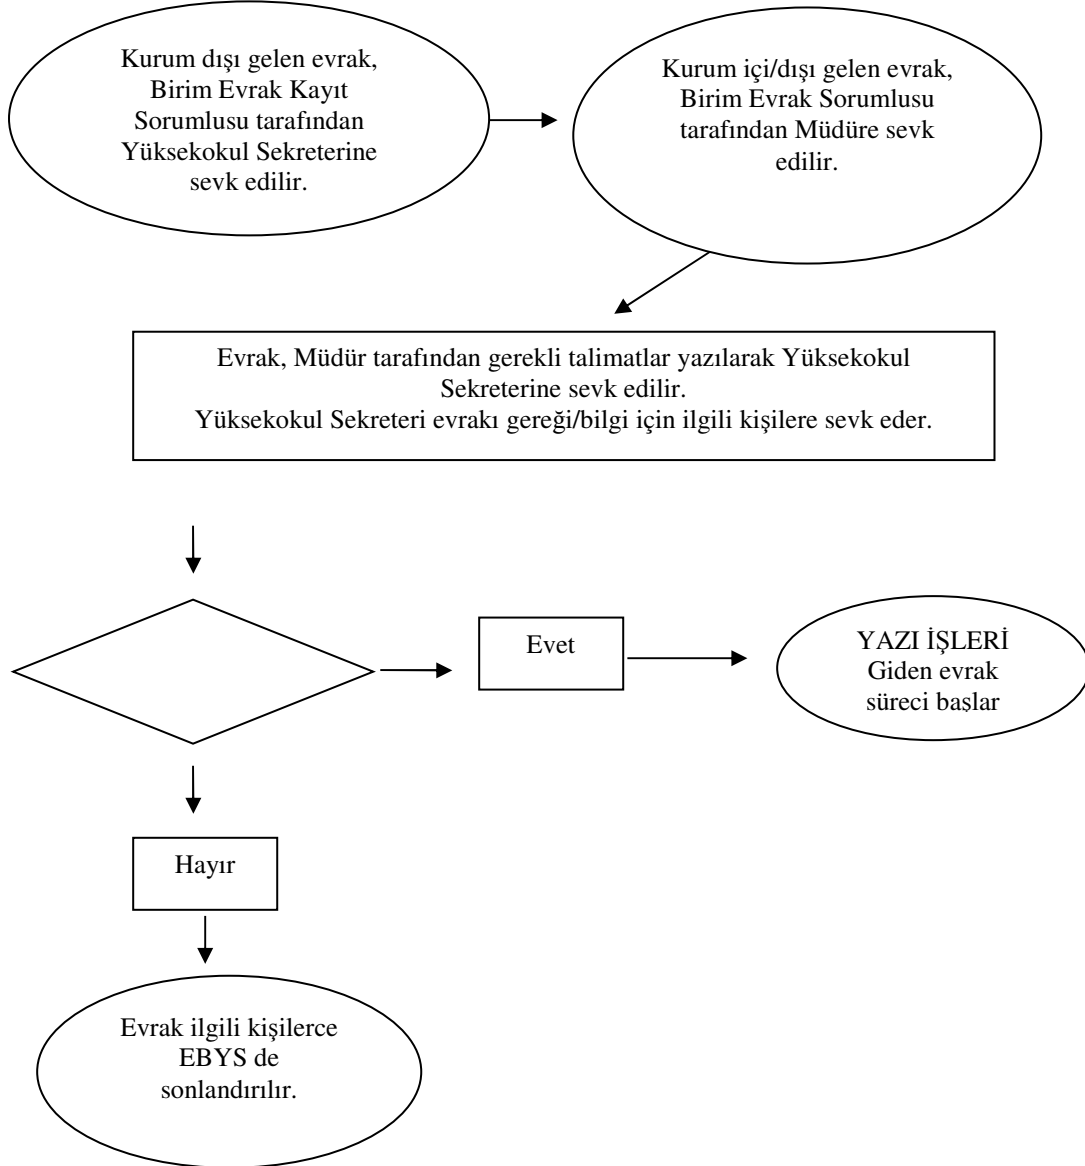 Kurum dışı gelen evrak,
Birim Evrak Kayıt
Sorumlusu tarafından
Yüksekokul Sekreterine
sevk edilir.
Kurum içi/dışı gelen evrak,
Birim Evrak Sorumlusu
tarafından Müdüre sevk
edilir.
Evrak, Müdür tarafından gerekli talimatlar yazılarak Yüksekokul
Sekreterine sevk edilir.
Yüksekokul Sekreteri evrakı gereği/bilgi için ilgili kişilere sevk eder.
Evet
YAZI İŞLERİ
Giden evrak
süreci başlar
Hayır
Evrak ilgili kişilerce
EBYS de
sonlandırılır.